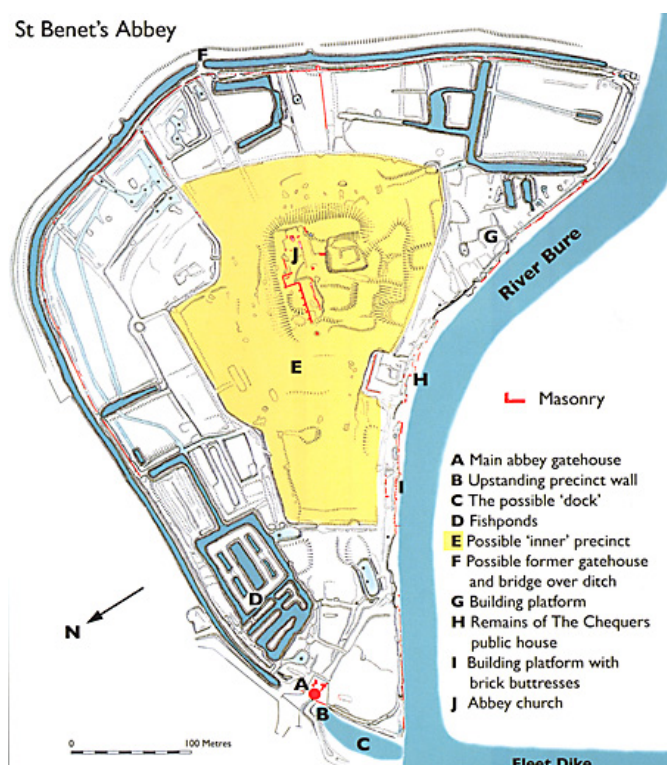 St Benet's Abbey
F
G
River Bure
J
E
H
Masonry
I
D
N
A
B
C
0 100 Metres
A Main abbey gatehouse
B Upstanding precinct wall
C The possible 'dock'
D Fishponds
E Possible 'inner' precinct
F Possible former gatehouse
and bridge over ditch
G Building platform
H Remains of The Chequers
public house
I Building platform with
brick buttresses
J Abbey church
Fleet Dike